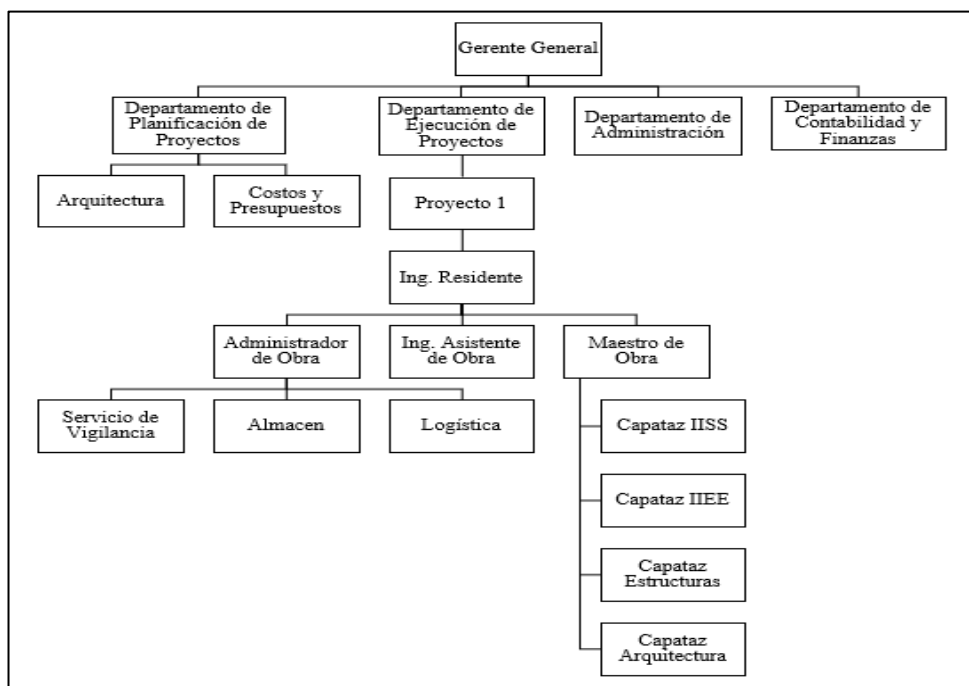 Gerente General
Departamento de
Planificación de
Proyectos
Departamento de
Ejecución de
Proyectos
Departamento de
Administración
Departamento de
Contabilidad y
Finanzas
Arquitectura
Costos y
Presupuestos
Proyecto 1
Ing. Residente
Administrador
de Obra
Ing. Asistente
de Obra
Maestro de
Obra
Servicio de
Vigilancia
Almacen
Logística
Capataz IISS
Capataz IIEE
Capataz
Estructuras
Capataz
Arquitectura